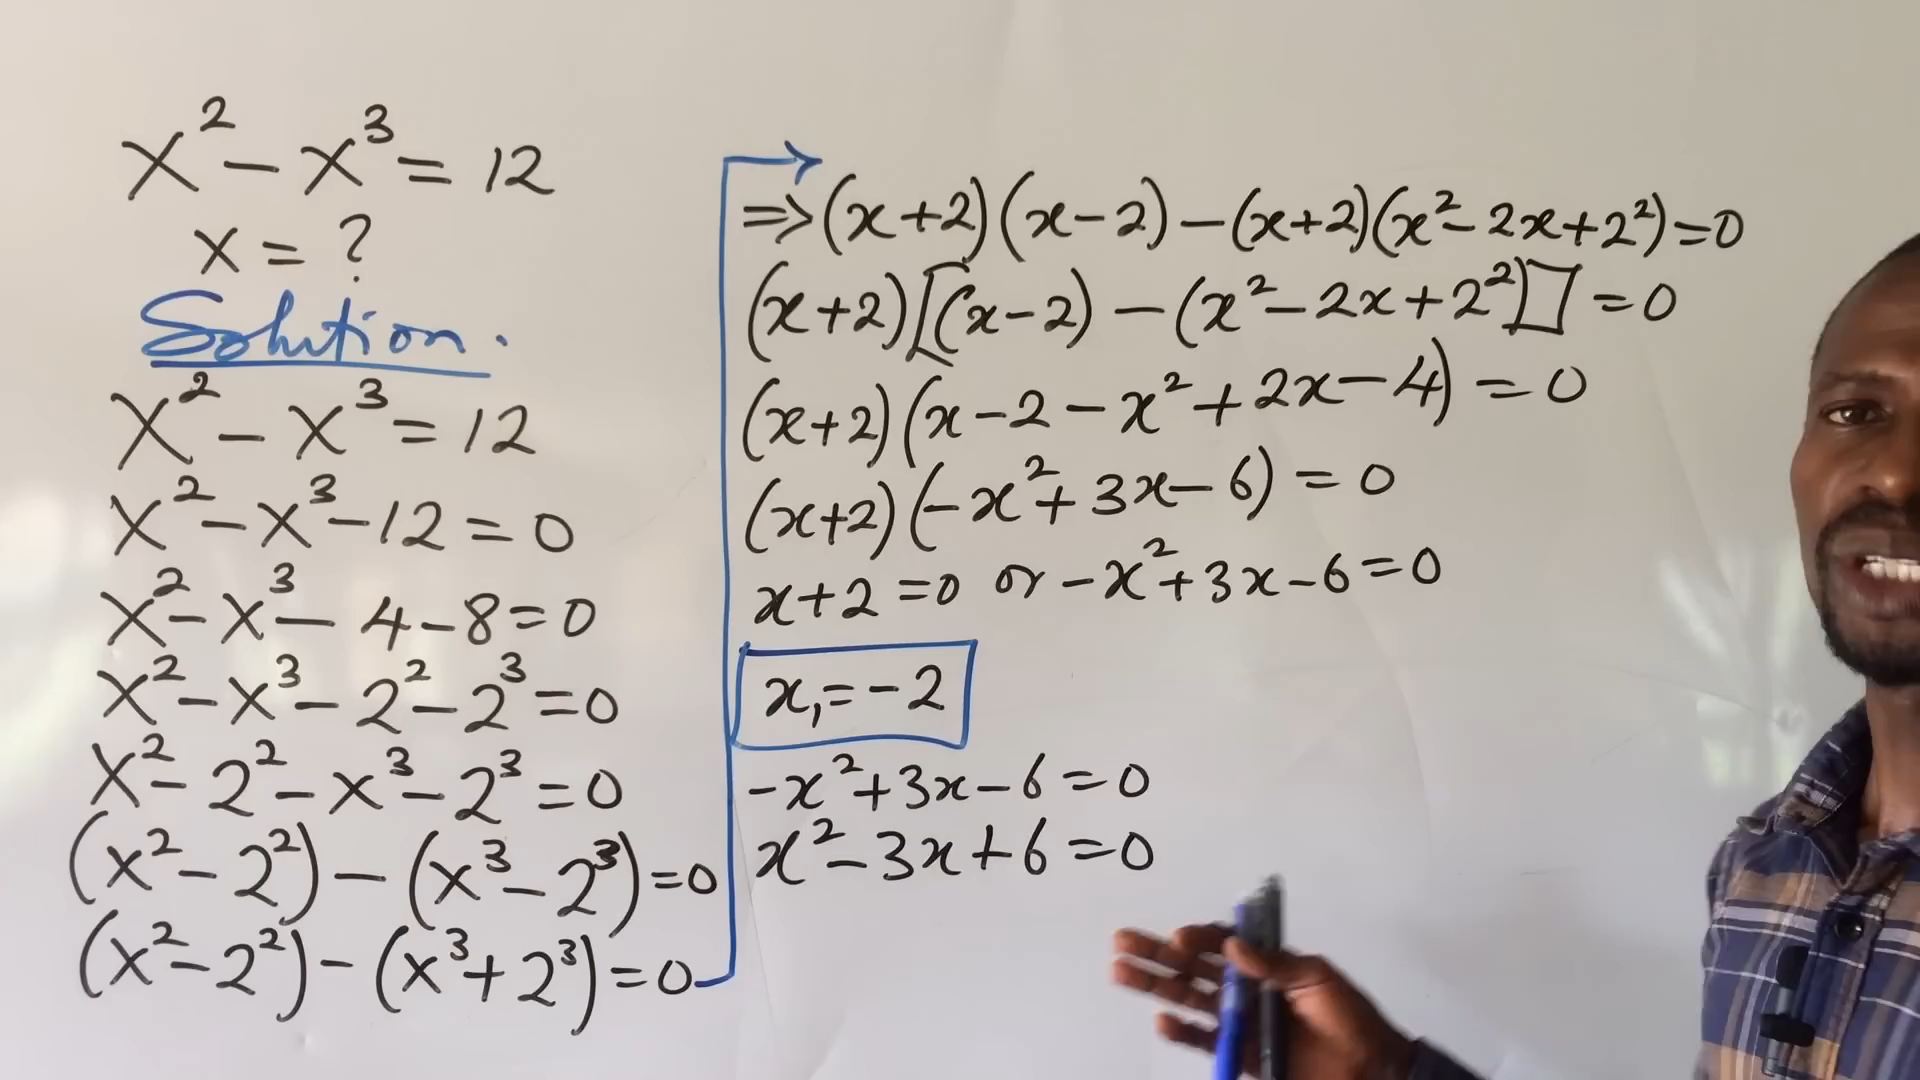 x² - x³ = 12
x = ?
Solution.
x² - x³ = 12
x² - x³ - 12 = 0
x² - x³ - 4 - 8 = 0
x² - x³ - 2² - 2³ = 0
x² - 2² - x³ - 2³ = 0
(x² - 2²) - (x³ - 2³) = 0
(x² - 2²) - (x³ + 2³) = 0
=> (x + 2)(x - 2) - (x + 2)(x² - 2x + 2²) = 0
(x + 2)[(x - 2) - (x² - 2x + 2²)] = 0
(x + 2)(x - 2 - x² + 2x - 4) = 0
(x + 2)(-x² + 3x - 6) = 0
x + 2 = 0 or -x² + 3x - 6 = 0
x₁ = -2
-x² + 3x - 6 = 0
x² - 3x + 6 = 0